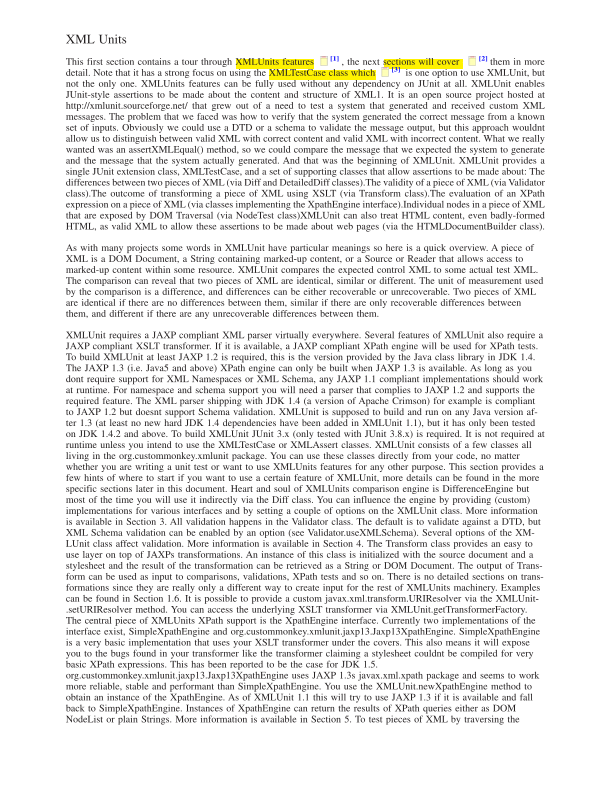 XML Units
This first section contains a tour through XMLUnits features [1] , the next sections will cover [2] them in more
detail. Note that it has a strong focus on using the XMLTestCase class which [3] is one option to use XMLUnit, but
not the only one. XMLUnits features can be fully used without any dependency on JUnit at all. XMLUnit enables
JUnit-style assertions to be made about the content and structure of XML1. It is an open source project hosted at
http://xmlunit.sourceforge.net/ that grew out of a need to test a system that generated and received custom XML
messages. The problem that we faced was how to verify that the system generated the correct message from a known
set of inputs. Obviously we could use a DTD or a schema to validate the message output, but this approach wouldnt
allow us to distinguish between valid XML with correct content and valid XML with incorrect content. What we really
wanted was an assertXMLEqual() method, so we could compare the message that we expected the system to generate
and the message that the system actually generated. And that was the beginning of XMLUnit. XMLUnit provides a
single JUnit extension class, XMLTestCase, and a set of supporting classes that allow assertions to be made about: The
differences between two pieces of XML (via Diff and DetailedDiff classes).The validity of a piece of XML (via Validator
class).The outcome of transforming a piece of XML using XSLT (via Transform class).The evaluation of an XPath
expression on a piece of XML (via classes implementing the XpathEngine interface).Individual nodes in a piece of XML
that are exposed by DOM Traversal (via NodeTest class)XMLUnit can also treat HTML content, even badly-formed
HTML, as valid XML to allow these assertions to be made about web pages (via the HTMLDocumentBuilder class).
As with many projects some words in XMLUnit have particular meanings so here is a quick overview. A piece of
XML is a DOM Document, a String containing marked-up content, or a Source or Reader that allows access to
marked-up content within some resource. XMLUnit compares the expected control XML to some actual test XML.
The comparison can reveal that two pieces of XML are identical, similar or different. The unit of measurement used
by the comparison is a difference, and differences can be either recoverable or unrecoverable. Two pieces of XML
are identical if there are no differences between them, similar if there are only recoverable differences between
them, and different if there are any unrecoverable differences between them.
XMLUnit requires a JAXP compliant XML parser virtually everywhere. Several features of XMLUnit also require a
JAXP compliant XSLT transformer. If it is available, a JAXP compliant XPath engine will be used for XPath tests.
To build XMLUnit at least JAXP 1.2 is required, this is the version provided by the Java class library in JDK 1.4.
The JAXP 1.3 (i.e. Java5 and above) XPath engine can only be built when JAXP 1.3 is available. As long as you
dont require support for XML Namespaces or XML Schema, any JAXP 1.1 compliant implementations should work
at runtime. For namespace and schema support you will need a parser that complies to JAXP 1.2 and supports the
required feature. The XML parser shipping with JDK 1.4 (a version of Apache Crimson) for example is compliant
to JAXP 1.2 but doesnt support Schema validation. XMLUnit is supposed to build and run on any Java version af-
ter 1.3 (at least no new hard JDK 1.4 dependencies have been added in XMLUnit 1.1), but it has only been tested
on JDK 1.4.2 and above. To build XMLUnit JUnit 3.x (only tested with JUnit 3.8.x) is required. It is not required at
runtime unless you intend to use the XMLTestCase or XMLAssert classes. XMLUnit consists of a few classes all
living in the org.custommonkey.xmlunit package. You can use these classes directly from your code, no matter
whether you are writing a unit test or want to use XMLUnits features for any other purpose. This section provides a
few hints of where to start if you want to use a certain feature of XMLUnit, more details can be found in the more
specific sections later in this document. Heart and soul of XMLUnits comparison engine is DifferenceEngine but
most of the time you will use it indirectly via the Diff class. You can influence the engine by providing (custom)
implementations for various interfaces and by setting a couple of options on the XMLUnit class. More information
is available in Section 3. All validation happens in the Validator class. The default is to validate against a DTD, but
XML Schema validation can be enabled by an option (see Validator.useXMLSchema). Several options of the XM-
LUnit class affect validation. More information is available in Section 4. The Transform class provides an easy to
use layer on top of JAXPs transformations. An instance of this class is initialized with the source document and a
stylesheet and the result of the transformation can be retrieved as a String or DOM Document. The output of Trans-
form can be used as input to comparisons, validations, XPath tests and so on. There is no detailed sections on trans-
formations since they are really only a different way to create input for the rest of XMLUnits machinery. Examples
can be found in Section 1.6. It is possible to provide a custom javax.xml.transform.URIResolver via the XMLUnit-
.setURIResolver method. You can access the underlying XSLT transformer via XMLUnit.getTransformerFactory.
The central piece of XMLUnits XPath support is the XpathEngine interface. Currently two implementations of the
interface exist, SimpleXpathEngine and org.custommonkey.xmlunit.jaxp13.Jaxp13XpathEngine. SimpleXpathEngine
is a very basic implementation that uses your XSLT transformer under the covers. This also means it will expose
you to the bugs found in your transformer like the transformer claiming a stylesheet couldnt be compiled for very
basic XPath expressions. This has been reported to be the case for JDK 1.5.
org.custommonkey.xmlunit.jaxp13.Jaxp13XpathEngine uses JAXP 1.3s javax.xml.xpath package and seems to work
more reliable, stable and performant than SimpleXpathEngine. You use the XMLUnit.newXpathEngine method to
obtain an instance of the XpathEngine. As of XMLUnit 1.1 this will try to use JAXP 1.3 if it is available and fall
back to SimpleXpathEngine. Instances of XpathEngine can return the results of XPath queries either as DOM
NodeList or plain Strings. More information is available in Section 5. To test pieces of XML by traversing the